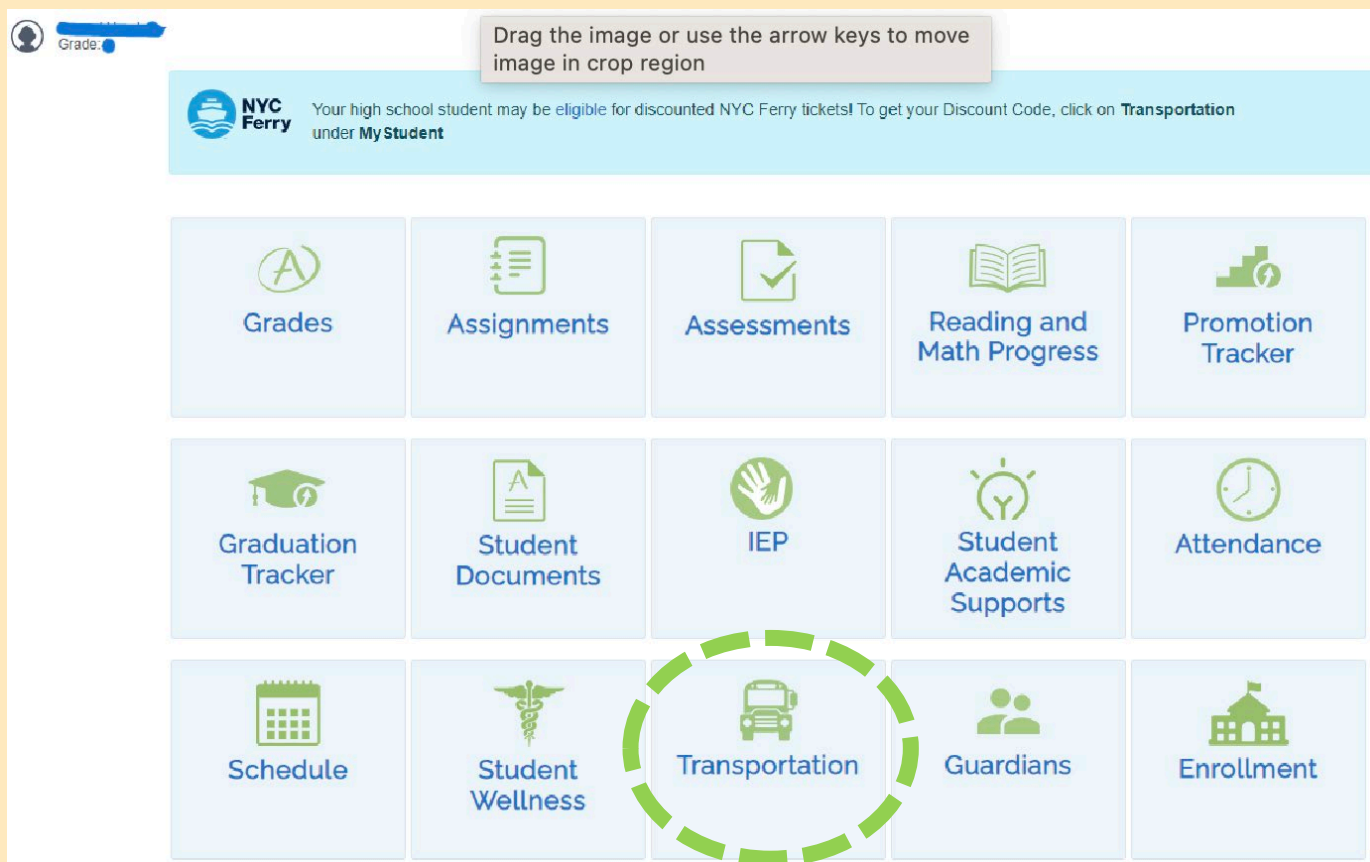 Grade:
Drag the image or use the arrow keys to move
image in crop region
NYC
Ferry
Your high school student may be eligible for discounted NYC Ferry tickets! To get your Discount Code, click on Transportation
under My Student
Grades
Assignments
Assessments
Reading and
Math Progress
Promotion
Tracker
Graduation
Tracker
Student
Documents
IEP
Student
Academic
Supports
Attendance
Schedule
Student
Wellness
Transportation
Guardians
Enrollment